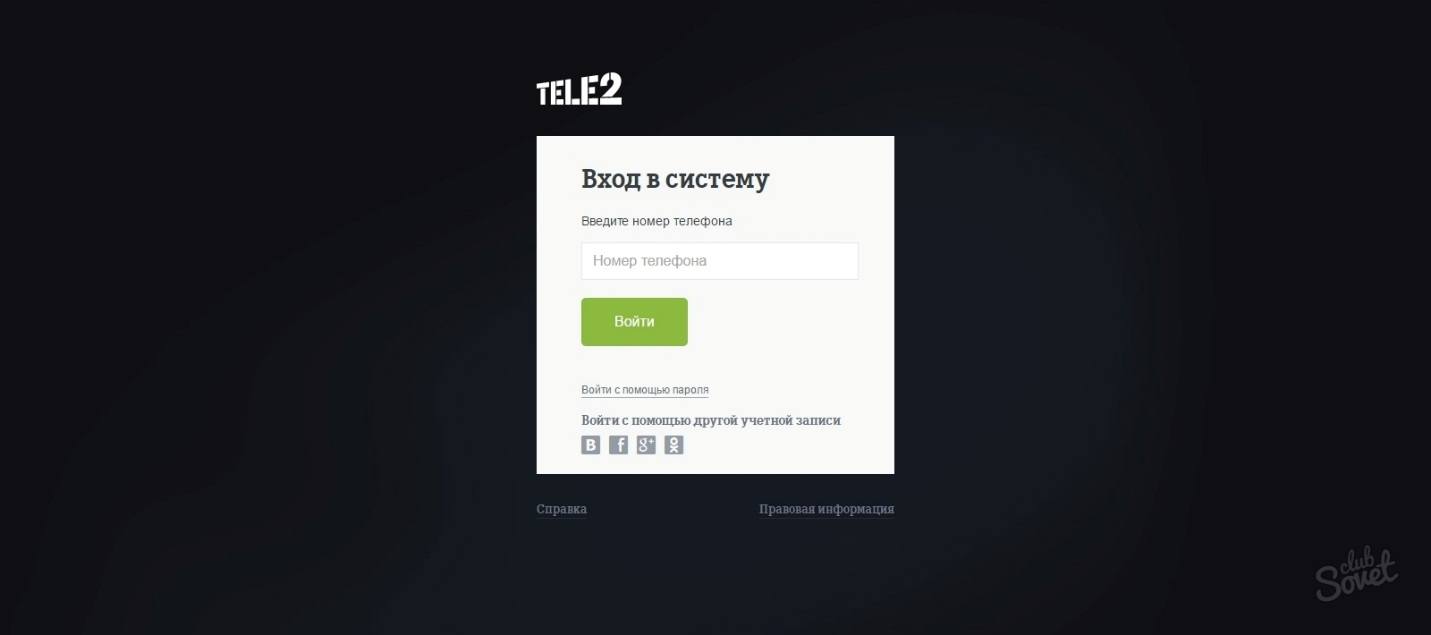 TELE2
Вход в систему
Введите номер телефона
Номер телефона
Войти
Войти с помощью пароля
Войти с помощью другой учетной записи
Справка
Правовая информация
club
Sovet